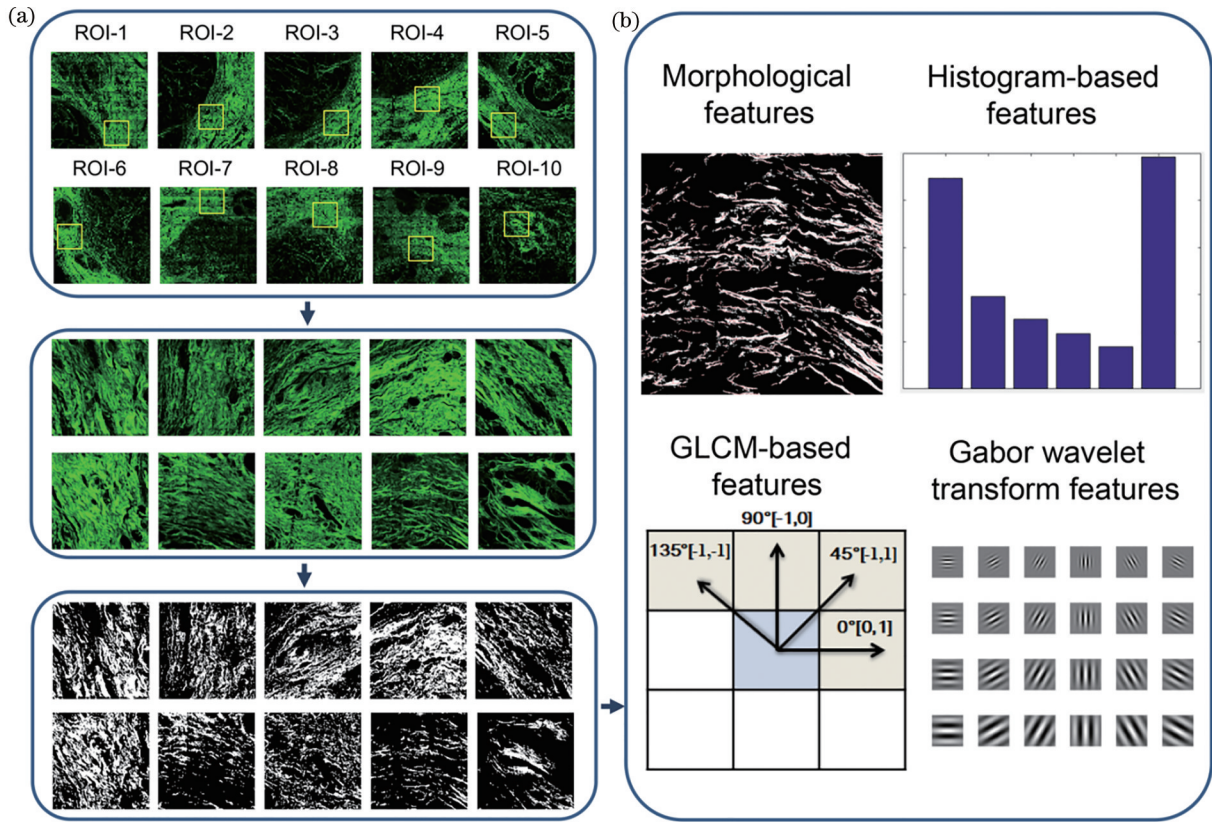 (a)
ROI-1 ROI-2 ROI-3 ROI-4 ROI-5
ROI-6 ROI-7 ROI-8 ROI-9 ROI-10
(b)
Morphological
features
Histogram-based
features
GLCM-based
features
90°[-1,0]
135°[-1,-1]
45°[-1,1]
0°[0,1]
Gabor wavelet
transform features